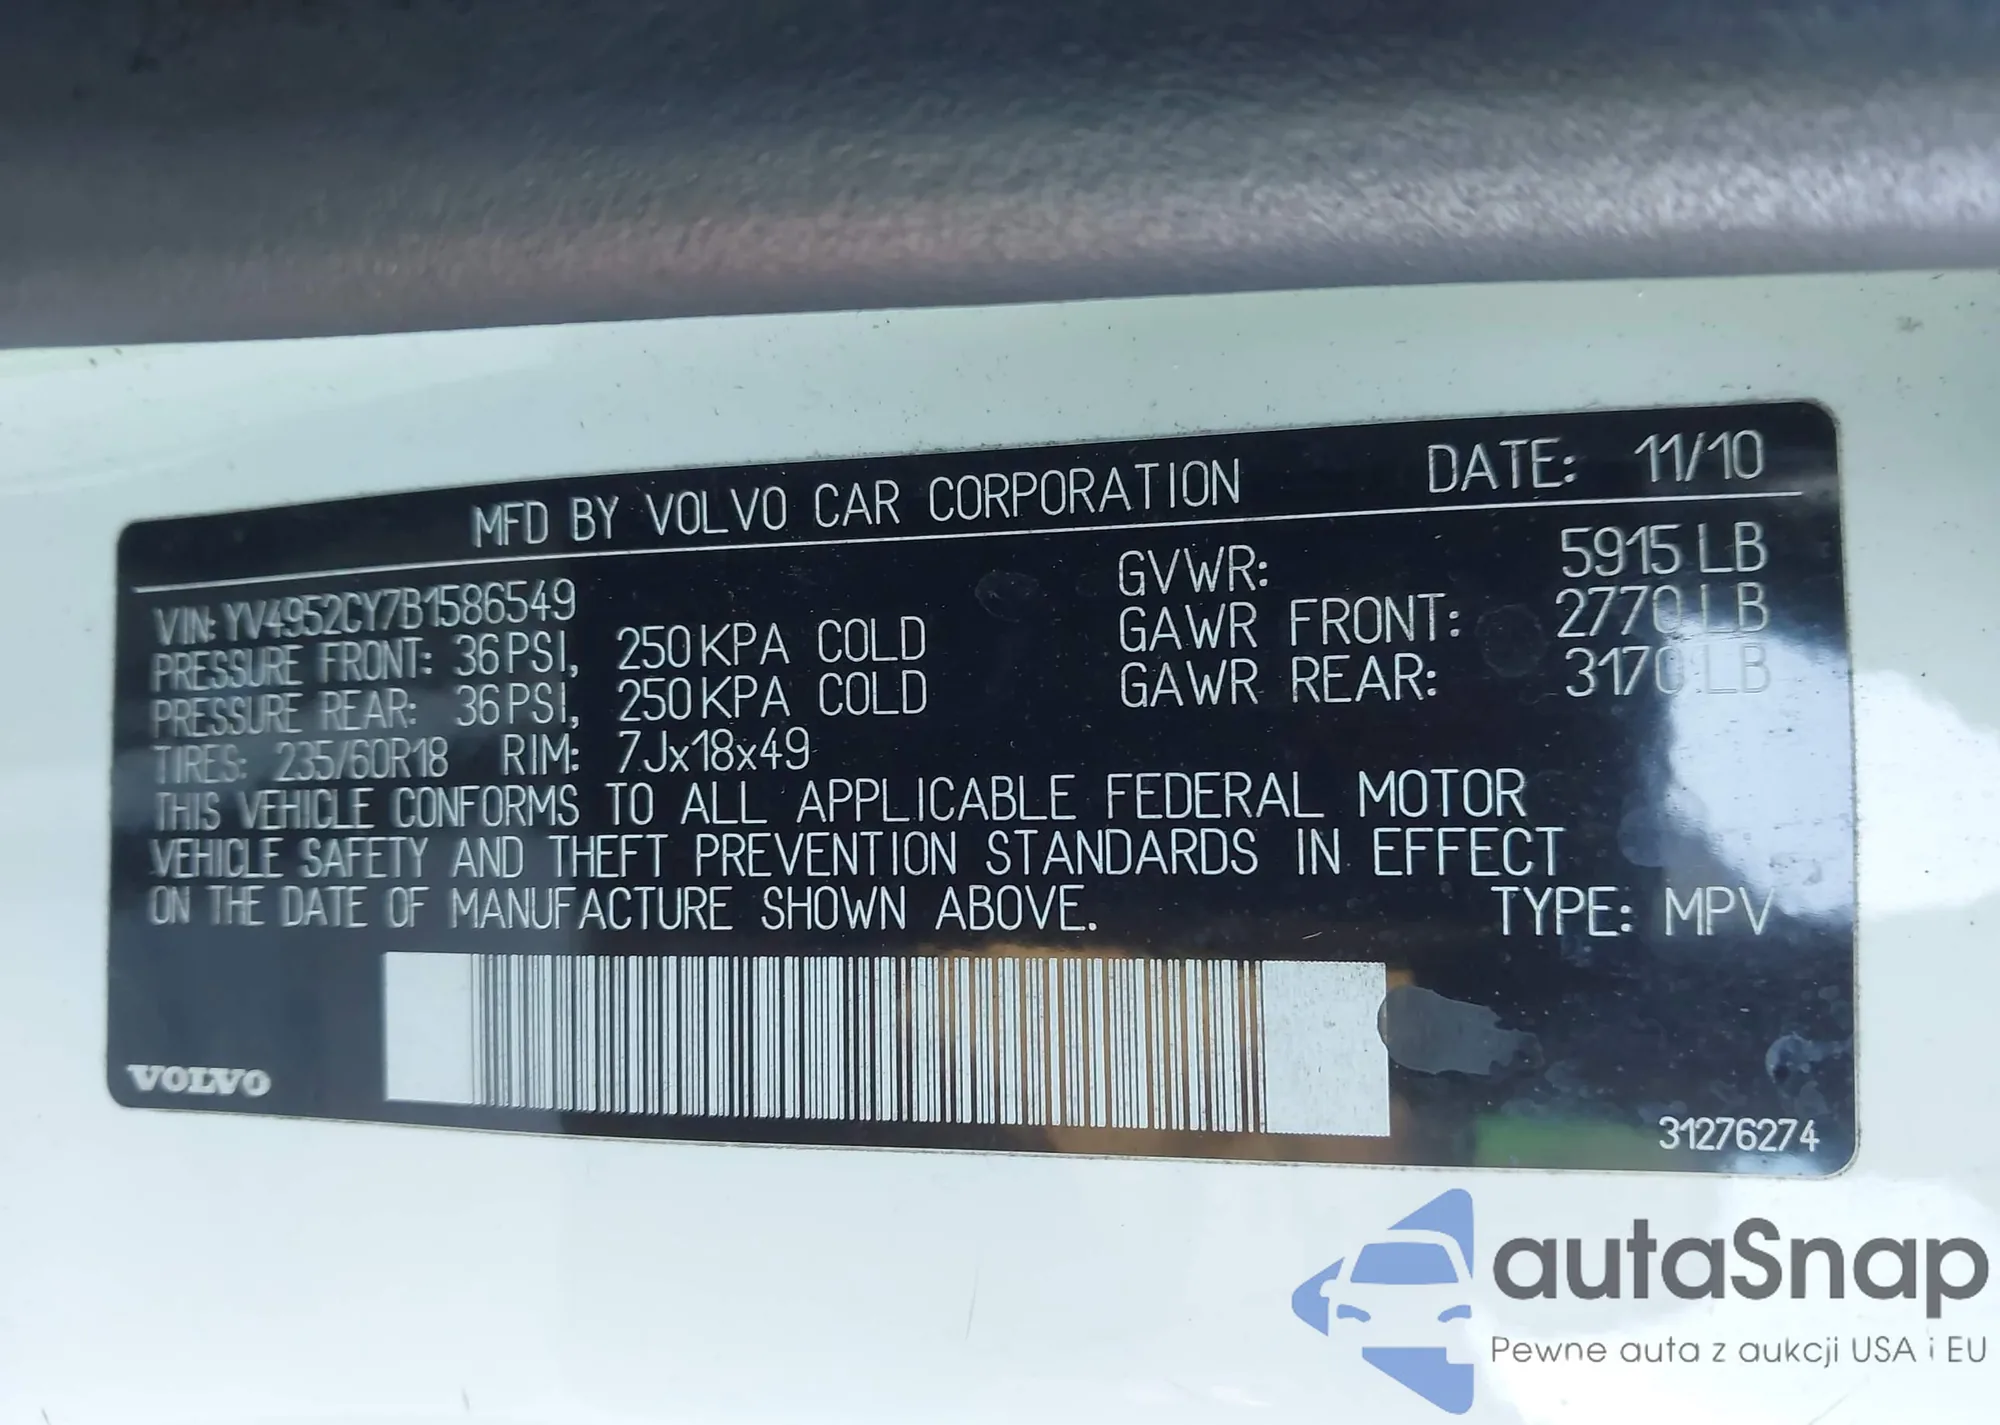 MFD BY VOLVO CAR CORPORATION DATE: 11/10
VIN: YV4952CY7B1586549 GVWR: 5915 LB
PRESSURE FRONT: 36 PSI, 250 KPA COLD GAWR FRONT: 2770 LB
PRESSURE REAR: 36 PSI, 250 KPA COLD GAWR REAR: 3170 LB
TIRES: 235/60R18 RIM: 7Jx18x49
THIS VEHICLE CONFORMS TO ALL APPLICABLE FEDERAL MOTOR
VEHICLE SAFETY AND THEFT PREVENTION STANDARDS IN EFFECT
ON THE DATE OF MANUFACTURE SHOWN ABOVE. TYPE: MPV
VOLVO
31276274
autaSnap
Pewne auta z aukcji USA i EU